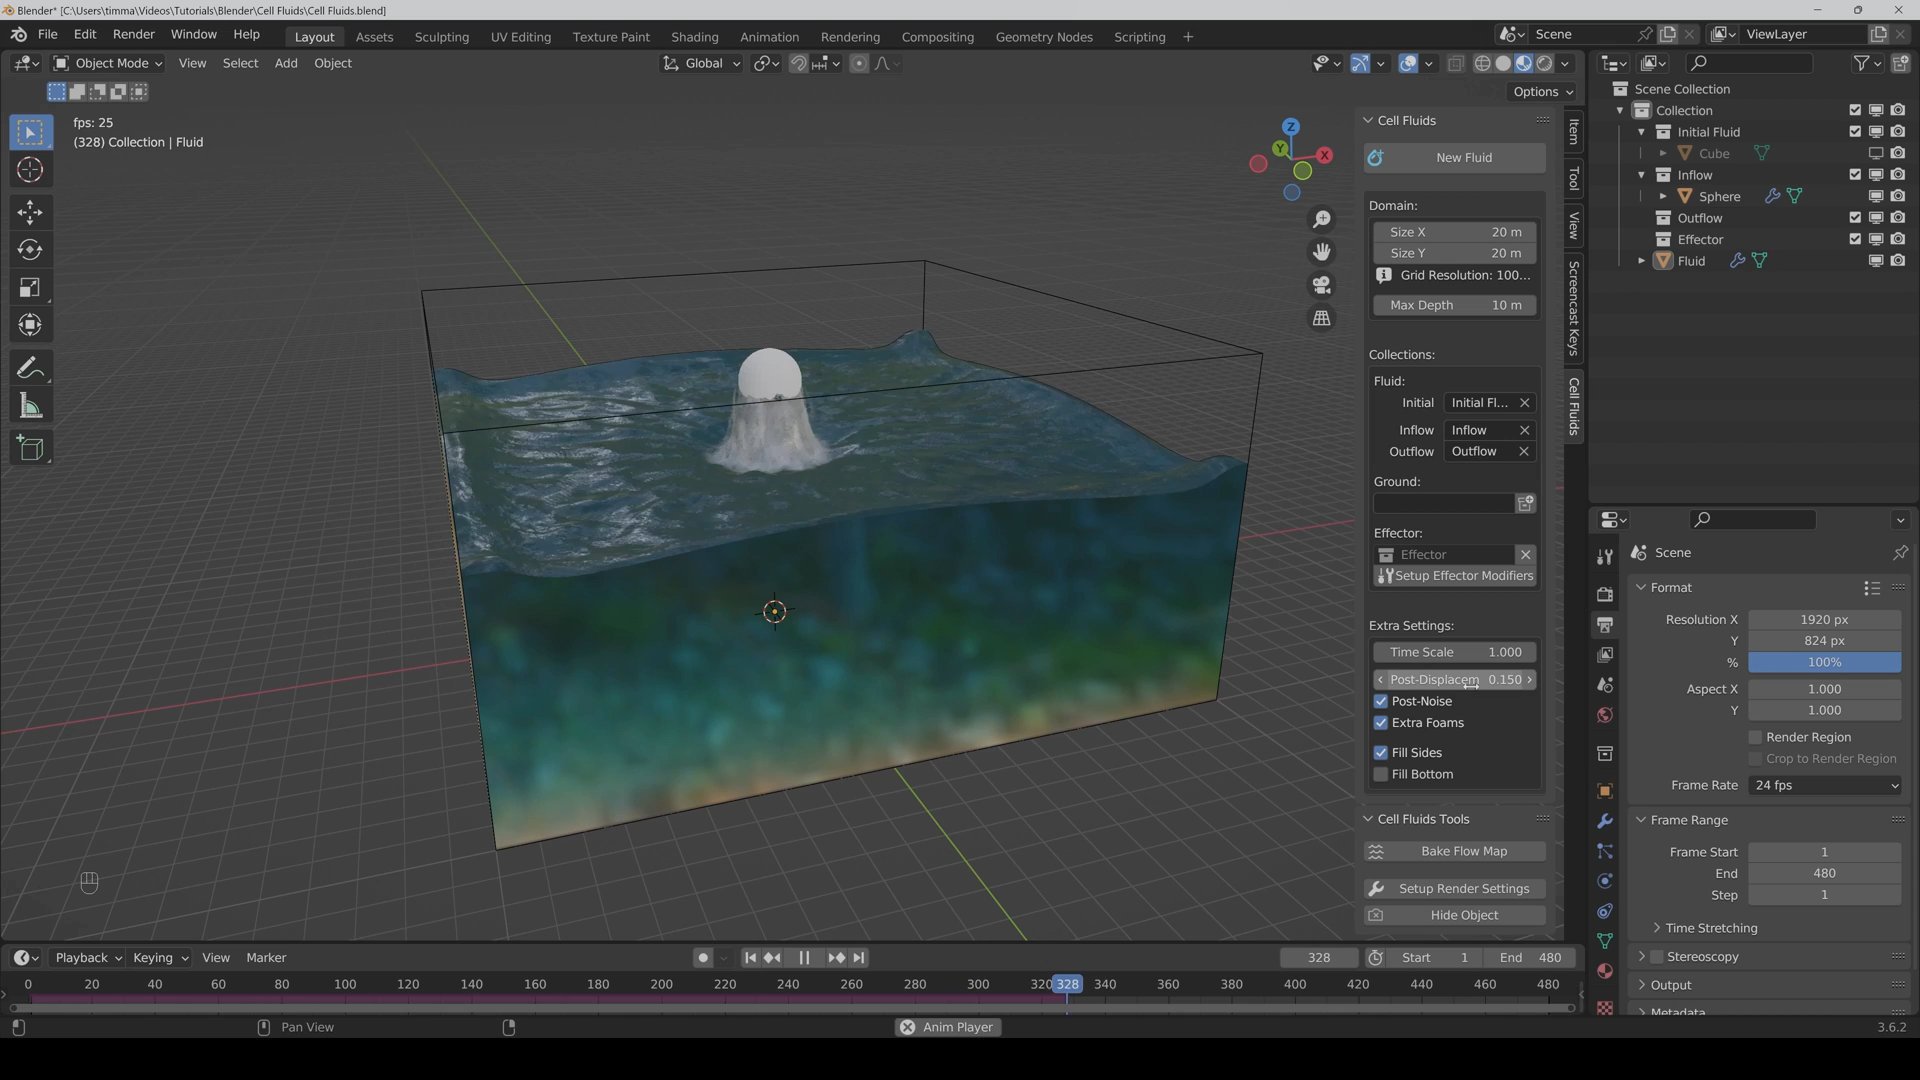 Blender* [C:\Users\timma\Videos\Tutorials\Blender\Cell Fluids\Cell Fluids.blend]
File Edit Render Window Help
Layout Assets Sculpting UV Editing Texture Paint Shading Animation Rendering Compositing Geometry Nodes Scripting +
Scene
ViewLayer
Object Mode View Select Add Object
Global
Options
fps: 25
(328) Collection | Fluid
Z
Y
X
Item
Tool
View
Screencast Keys
Cell Fluids
Cell Fluids
New Fluid
Domain:
Size X 20 m
Size Y 20 m
Grid Resolution: 100...
Max Depth 10 m
Collections:
Fluid:
Initial Initial Fl...
Inflow Inflow
Outflow Outflow
Ground:
Effector:
Effector
Setup Effector Modifiers
Extra Settings:
Time Scale 1.000
Post-Displacem 0.150
Post-Noise
Extra Foams
Fill Sides
Fill Bottom
Cell Fluids Tools
Bake Flow Map
Setup Render Settings
Hide Object
Scene Collection
Collection
Initial Fluid
Cube
Inflow
Sphere
Outflow
Effector
Fluid
Scene
Format
Resolution X 1920 px
Y 824 px
% 100%
Aspect X 1.000
Y 1.000
Render Region
Crop to Render Region
Frame Rate 24 fps
Frame Range
Frame Start 1
End 480
Step 1
Time Stretching
Stereoscopy
Output
Metadata
Playback Keying View Marker
328 Start 1 End 480
0 20 40 60 80 100 120 140 160 180 200 220 240 260 280 300 320 328 340 360 380 400 420 440 460 480
Pan View
Anim Player
3.6.2